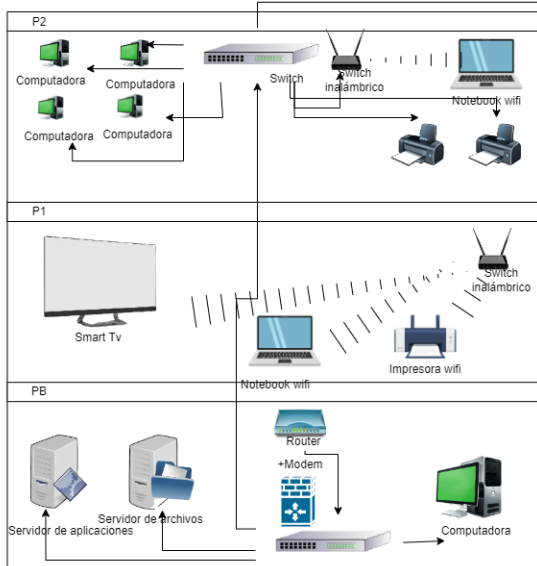 P2
Computadora
Computadora
Switch
Switch
inalámbrico
Notebook wifi
Computadora
Computadora
P1
Switch
inalámbrico
Smart Tv
Impresora wifi
Notebook wifi
PB
Router
+Modem
Servidor de archivos
Servidor de aplicaciones
Computadora